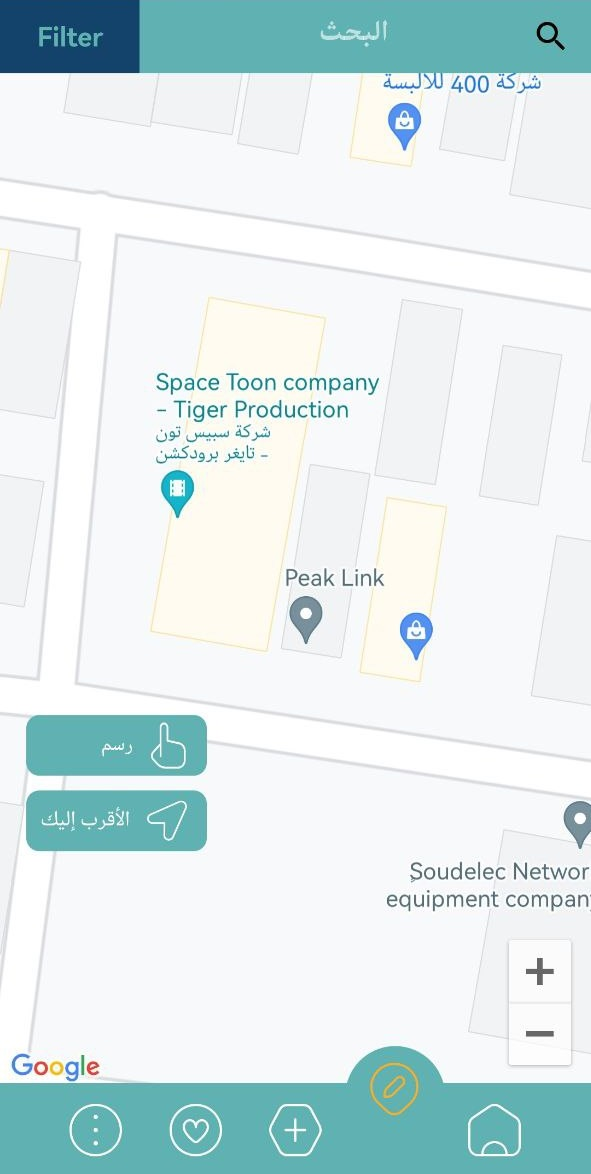 Filter
البحث
شركة 400 للألبسة
Space Toon company
- Tiger Production
شركة سبيس تون
- تايغر برودكشن
Peak Link
رسم
الأقرب إليك
Soudelec Networ
equipment company
Google